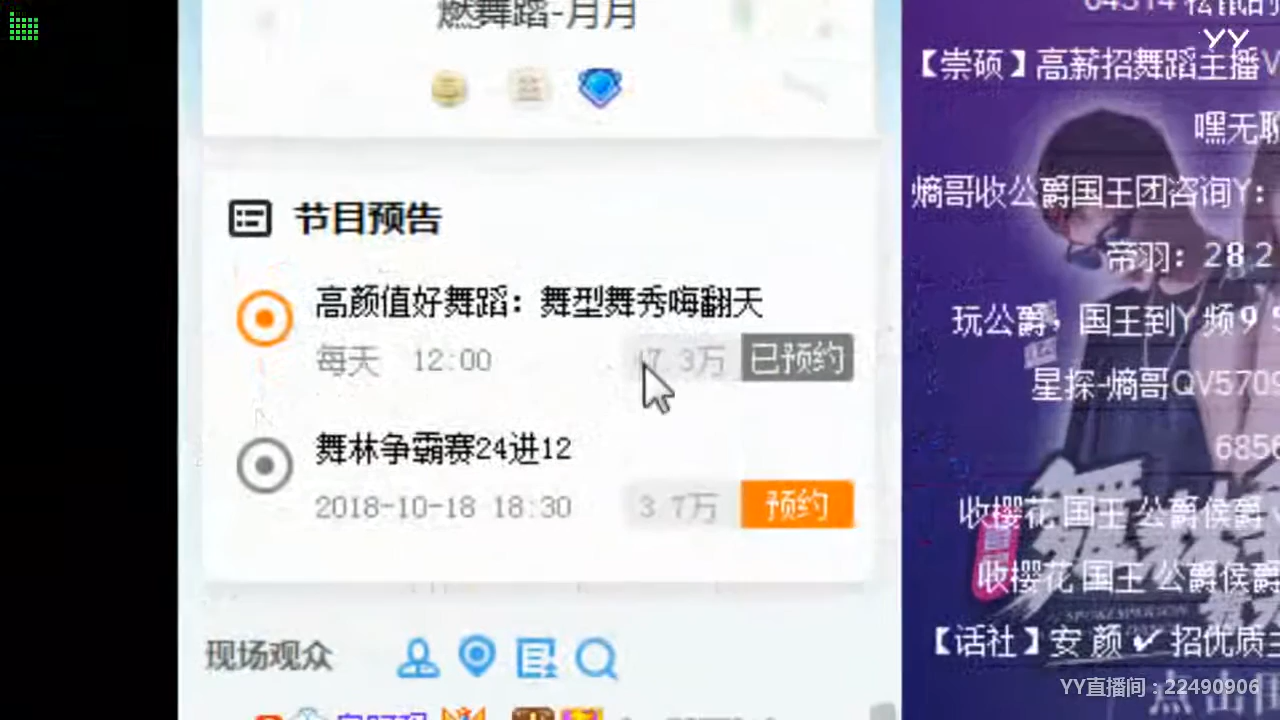 燃舞蹈-月月
YY
【崇硕】高薪招舞蹈主播V
嘿无聊
节目预告
熵哥收公爵国王团咨询Y:
帝羽: 282
高颜值好舞蹈: 舞型舞秀嗨翻天
玩公爵, 国王到Y频9
每天 12:00
7.3万
已预约
星探-熵哥QV5709
舞林争霸赛24进12
6856
2018-10-18 18:30
3.7万
预约
收樱花 国王 公爵侯爵
收樱花 国王 公爵侯爵
现场观众
【话社】安 颜 ✔ 招优质主
YY直播间: 22490906